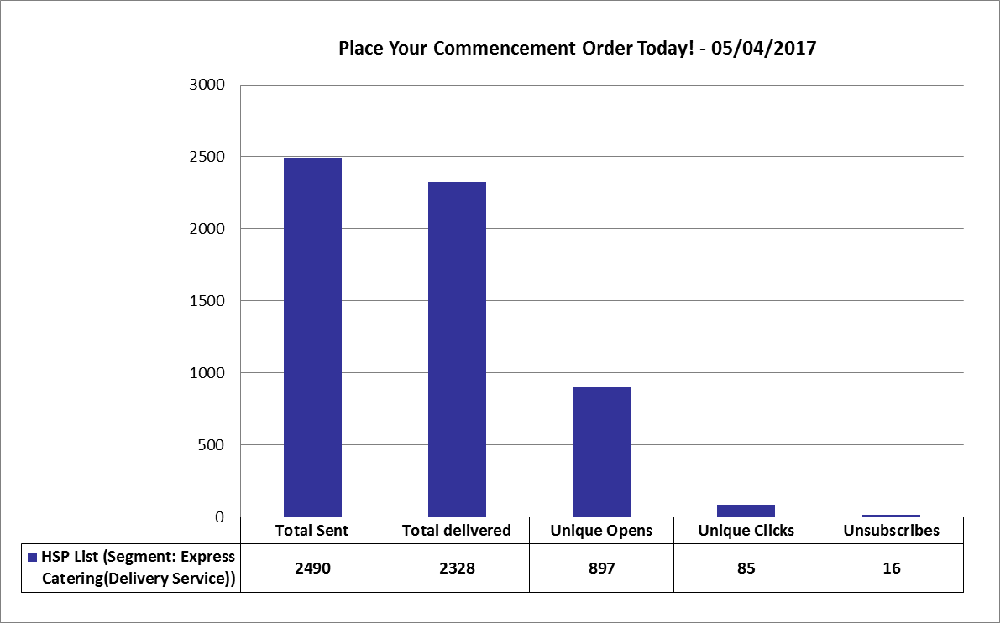 Place Your Commencement Order Today! - 05/04/2017
3000
2500
2000
1500
1000
500
0
Total Sent Total delivered Unique Opens Unique Clicks Unsubscribes
HSP List (Segment: Express
Catering(Delivery Service))
2490 2328 897 85 16